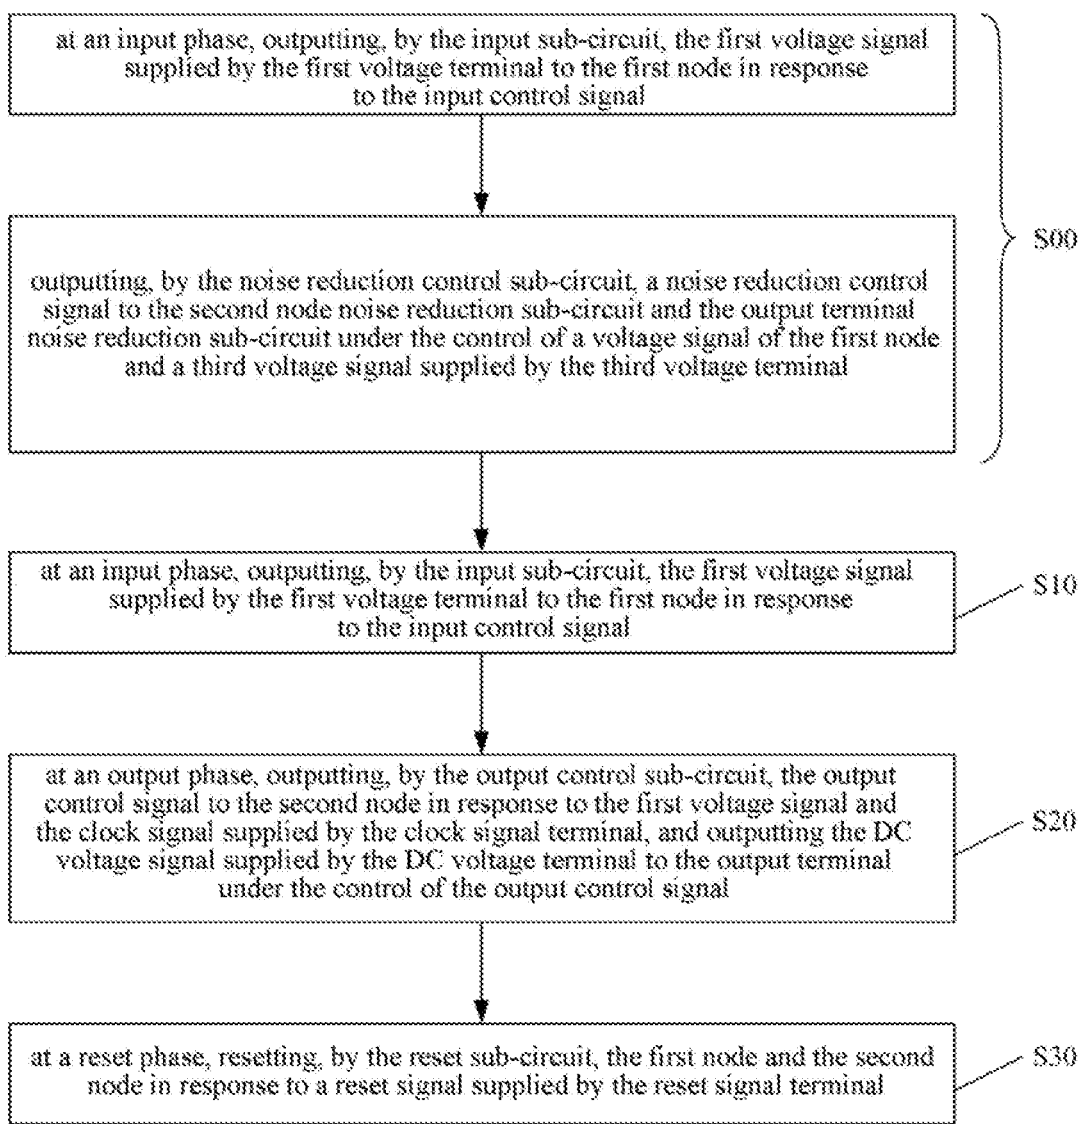 at an input phase, outputting, by the input sub-circuit, the first voltage signal
supplied by the first voltage terminal to the first node in response
to the input control signal
outputting, by the noise reduction control sub-circuit, a noise reduction control
signal to the second node noise reduction sub-circuit and the output terminal
noise reduction sub-circuit under the control of a voltage signal of the first node
and a third voltage signal supplied by the third voltage terminal
S00
at an input phase, outputting, by the input sub-circuit, the first voltage signal
supplied by the first voltage terminal to the first node in response
to the input control signal
S10
at an output phase, outputting, by the output control sub-circuit, the output
control signal to the second node in response to the first voltage signal and
the clock signal supplied by the clock signal terminal, and outputting the DC
voltage signal supplied by the DC voltage terminal to the output terminal
under the control of the output control signal
S20
at a reset phase, resetting, by the reset sub-circuit, the first node and the second
node in response to a reset signal supplied by the reset signal terminal
S30